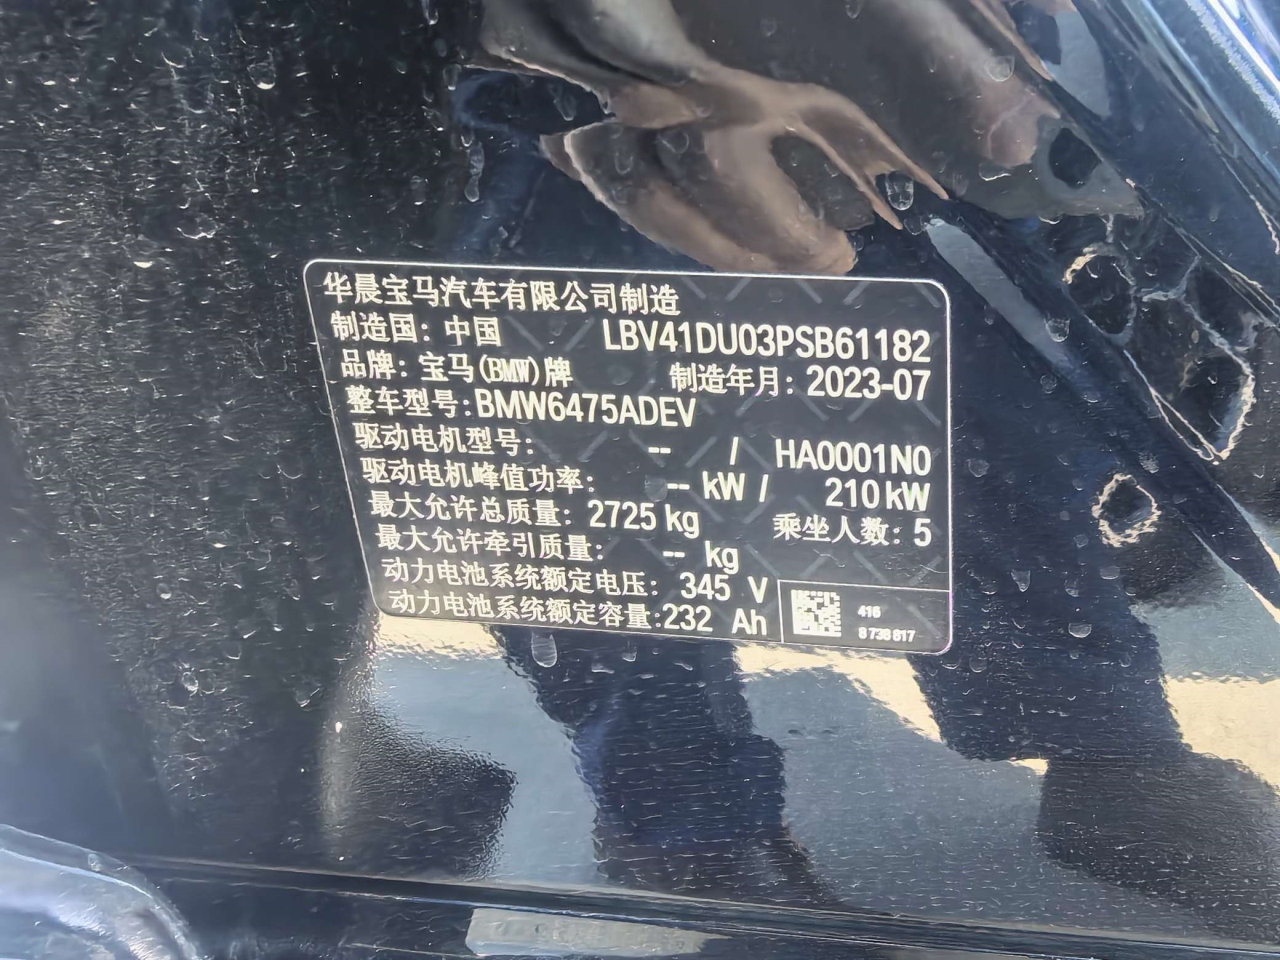 华晨宝马汽车有限公司制造
制造国：中国 LBV41DU03PSB61182
品牌：宝马(BMW)牌 制造年月：2023-07
整车型号：BMW6475ADEV
驱动电机型号： -- / HA0001N0
驱动电机峰值功率： -- kW / 210 kW
最大允许总质量：2725 kg 乘坐人数：5
最大允许牵引质量： -- kg
动力电池系统额定电压：345 V
动力电池系统额定容量:232 Ah
416
8 738 817